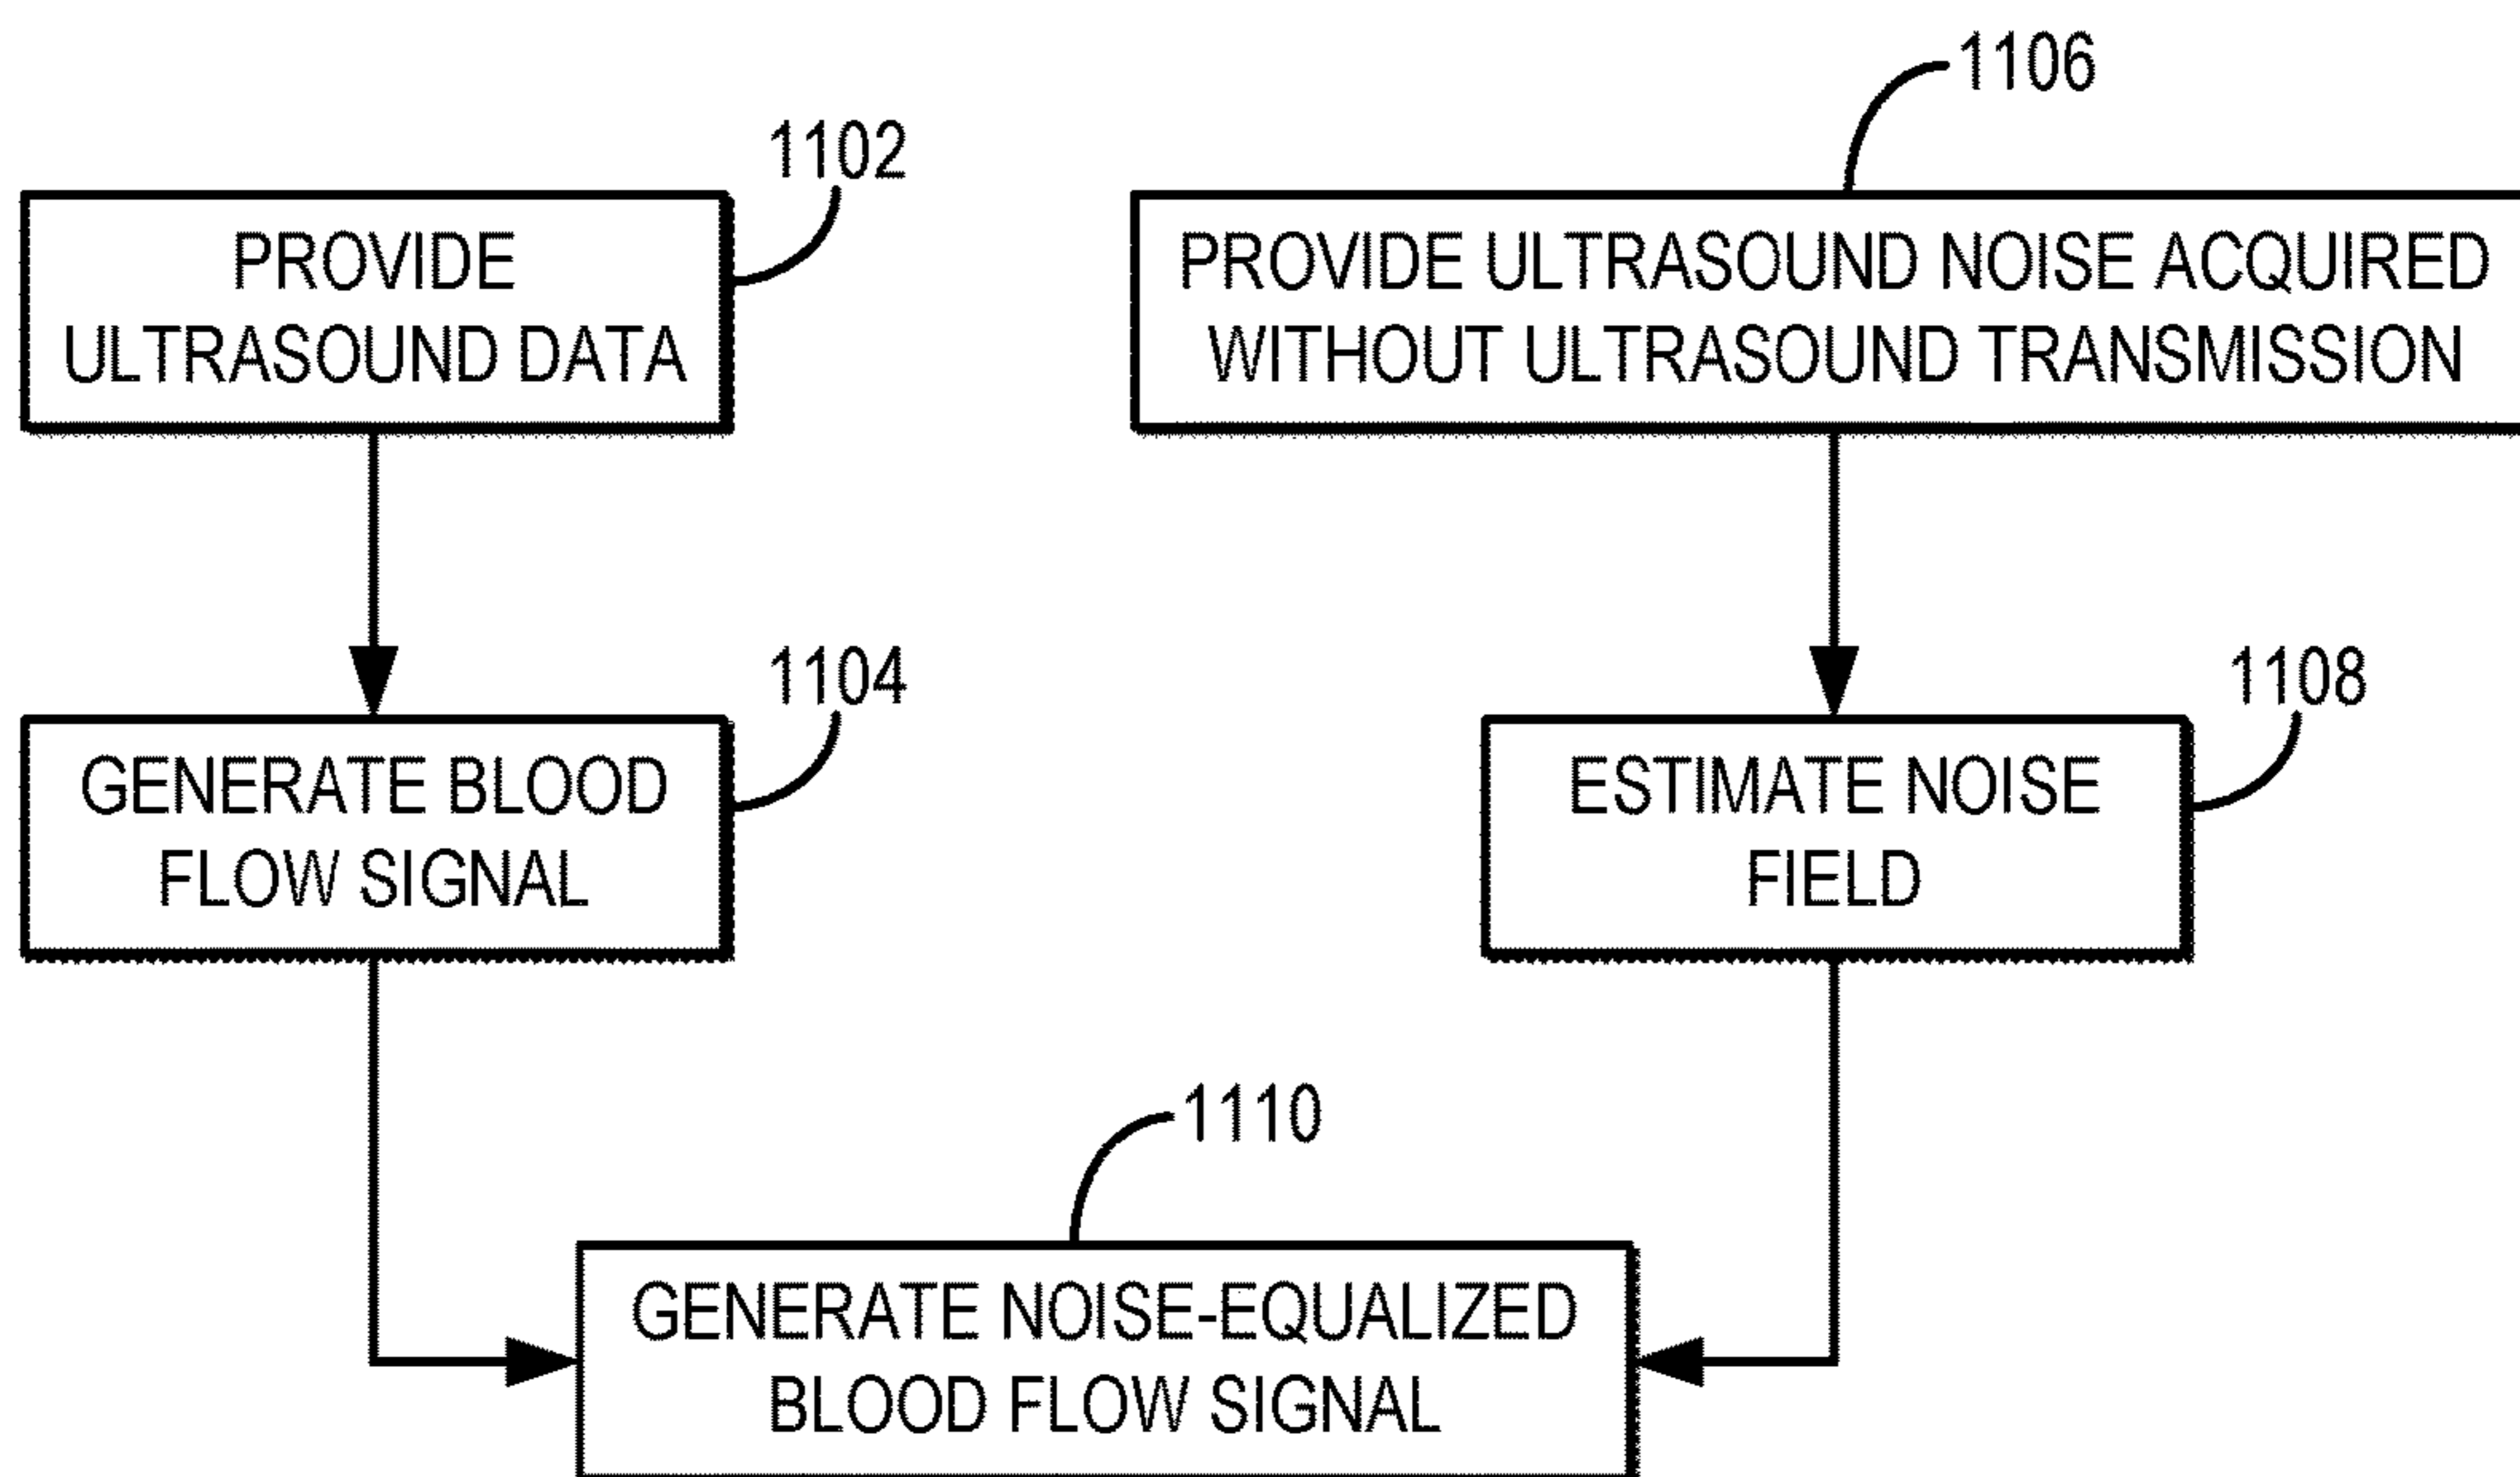 1106
1102
PROVIDE
ULTRASOUND DATA
PROVIDE ULTRASOUND NOISE ACQUIRED
WITHOUT ULTRASOUND TRANSMISSION
1104
1108
GENERATE BLOOD
FLOW SIGNAL
ESTIMATE NOISE
FIELD
1110
GENERATE NOISE-EQUALIZED
BLOOD FLOW SIGNAL